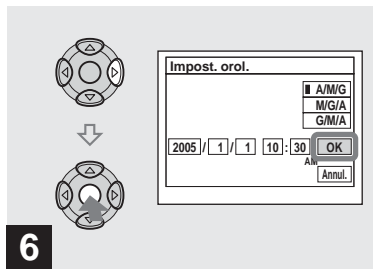 Impost. orol.
A/M/G
M/G/A
G/M/A
2005 / 1 / 1 10 : 30 OK
AM
Annul.
6